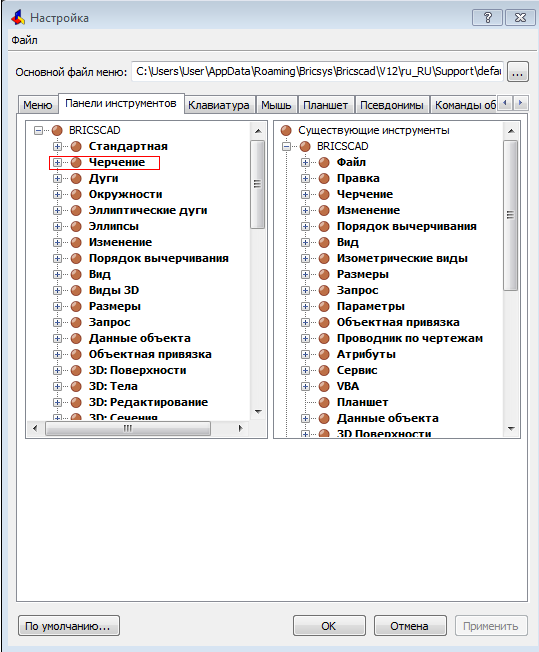 Настройка
Файл
Основной файл меню: C:\Users\User\AppData\Roaming\Bricsys\Bricscad\V12\ru_RU\Support\defau
...
Меню Панели инструментов Клавиатура Мышь Планшет Псевдонимы Команды об
BRICSCAD
Стандартная
Черчение
Дуги
Окружности
Эллиптические дуги
Эллипсы
Изменение
Порядок вычерчивания
Вид
Виды 3D
Размеры
Запрос
Данные объекта
Объектная привязка
3D: Поверхности
3D: Тела
3D: Редактирование
3D: Сечения
Существующие инструменты
BRICSCAD
Файл
Правка
Черчение
Изменение
Порядок вычерчивания
Вид
Изометрические виды
Размеры
Запрос
Параметры
Объектная привязка
Проводник по чертежам
Атрибуты
Сервис
VBA
Планшет
Данные объекта
3D Поверхности
По умолчанию... ОК Отмена Применить